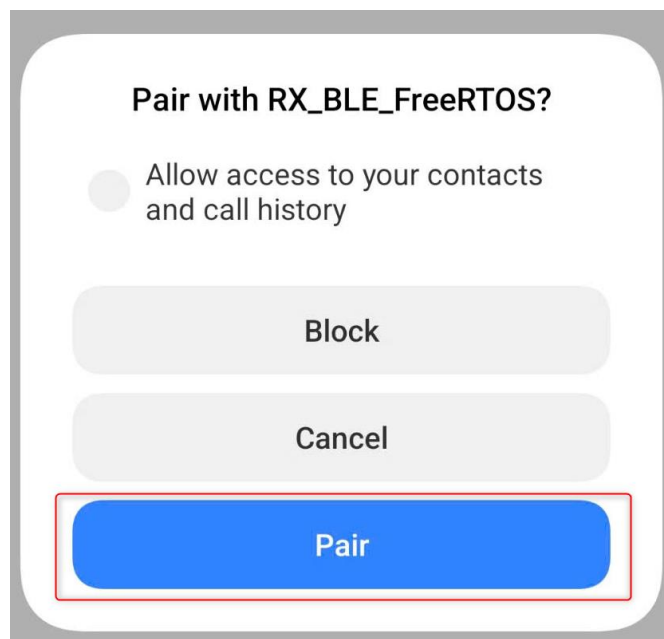 Pair with RX_BLE_FreeRTOS?
Allow access to your contacts
and call history
Block
Cancel
Pair